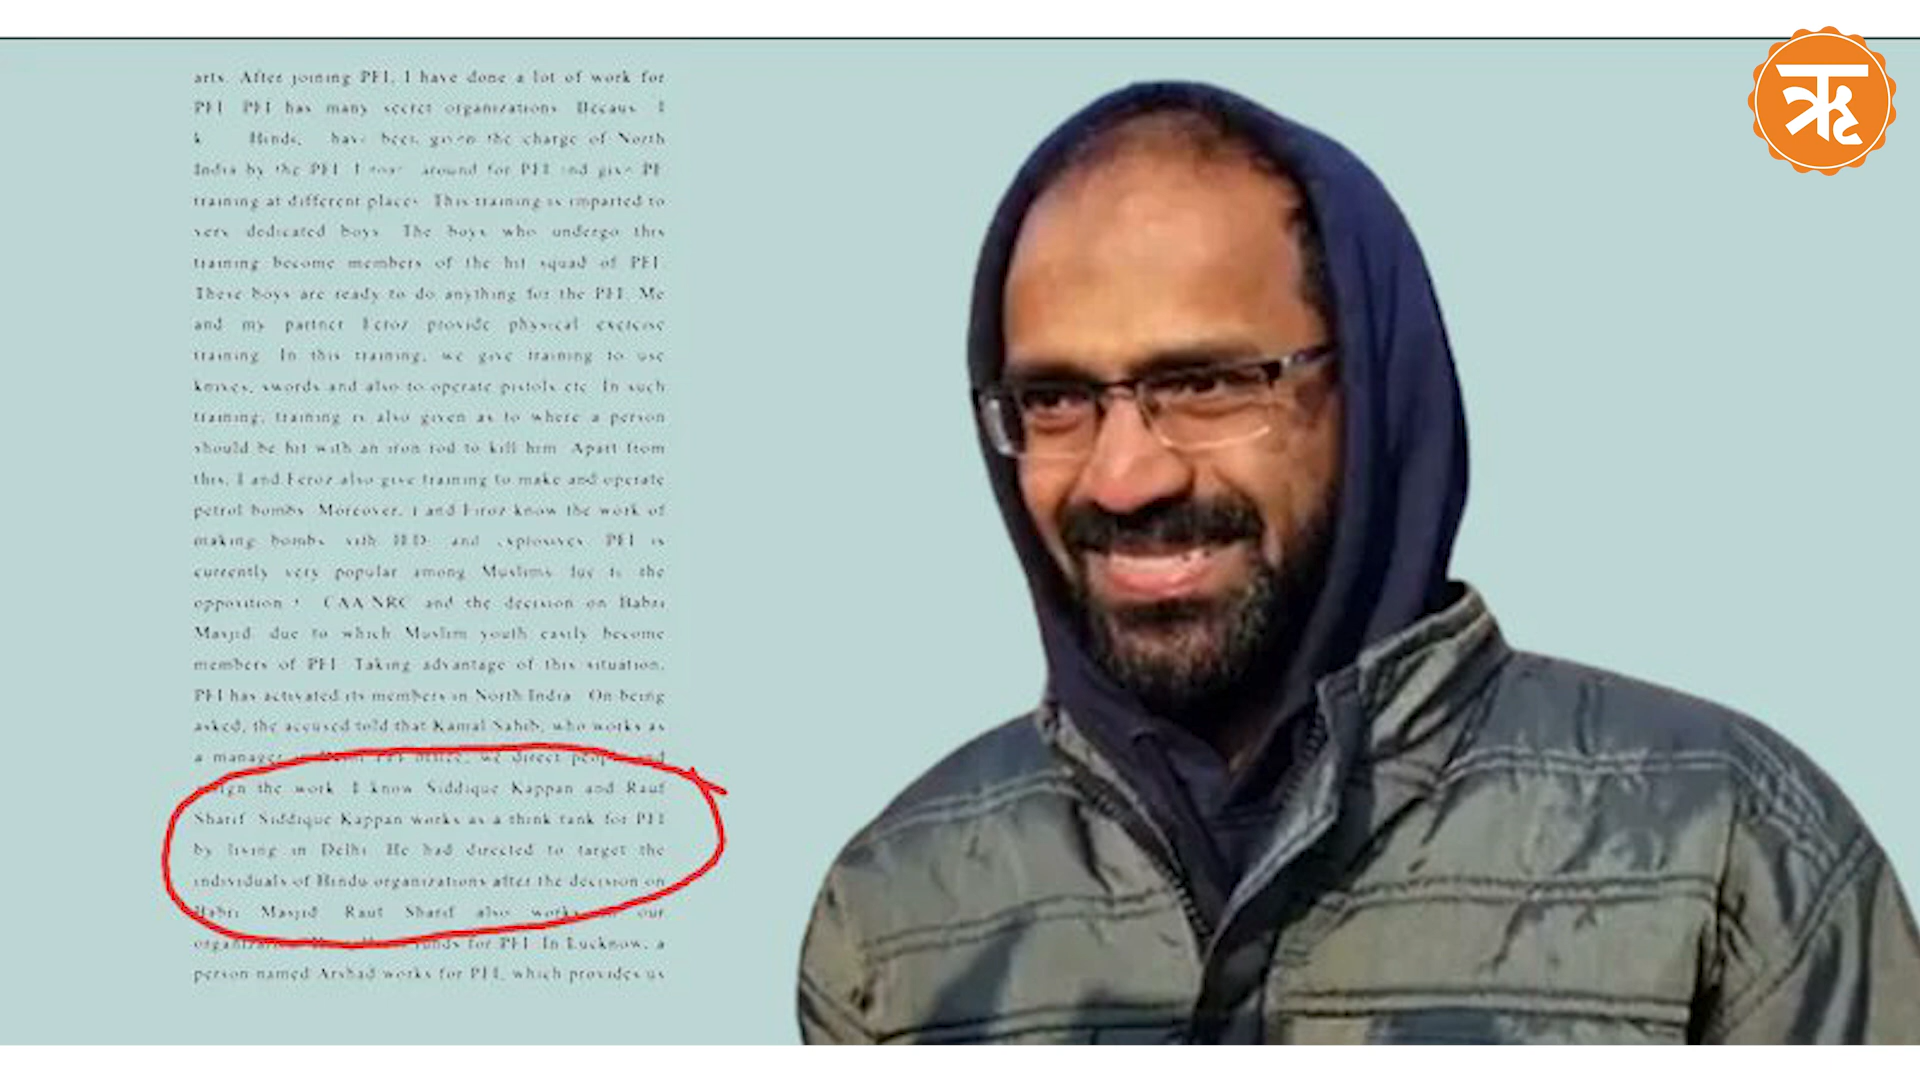 arts. After joining PFI, I have done a lot of work for
PFI. PFI has many secret organizations. I
Hindi, have been given the charge of North
India by the PFI. I around for PFI and give PFI
training at different places. This training is imparted to
very dedicated boys. The boys who undergo this
training become members of the hit squad of PFI.
These boys are ready to do anything for the PFI. Me
and my partner Feroz provide physical exercise
training. In this training, we give training to use
knives, swords and also to operate pistols etc. In such
training, training is also given as to where a person
should be hit with an iron rod to kill him. Apart from
this, I and Feroz also give training to make and operate
petrol bombs. Moreover, I and Firoz know the work of
making bombs with IED and explosives. PFI is
currently very popular among Muslims due to the
opposition CAA NRC and the decision on Babri
Masjid due to which Muslim youth easily become
members of PFI. Taking advantage of this situation,
PFI has activated its members in North India. On being
asked, the accused told that Kamal Sahib, who works as
a manager in Delhi PFI office, we direct people and
the work. I know Siddique Kappan and Rauf
Sharif. Siddique Kappan works as a think tank for PFI
by living in Delhi. He had directed to target the
individuals of Hindu organizations after the decision on
Babri Masjid. Rauf Sharif also works our
funds for PFI. In Lucknow, a
person named Arshad works for PFI, which provides us
ऋ